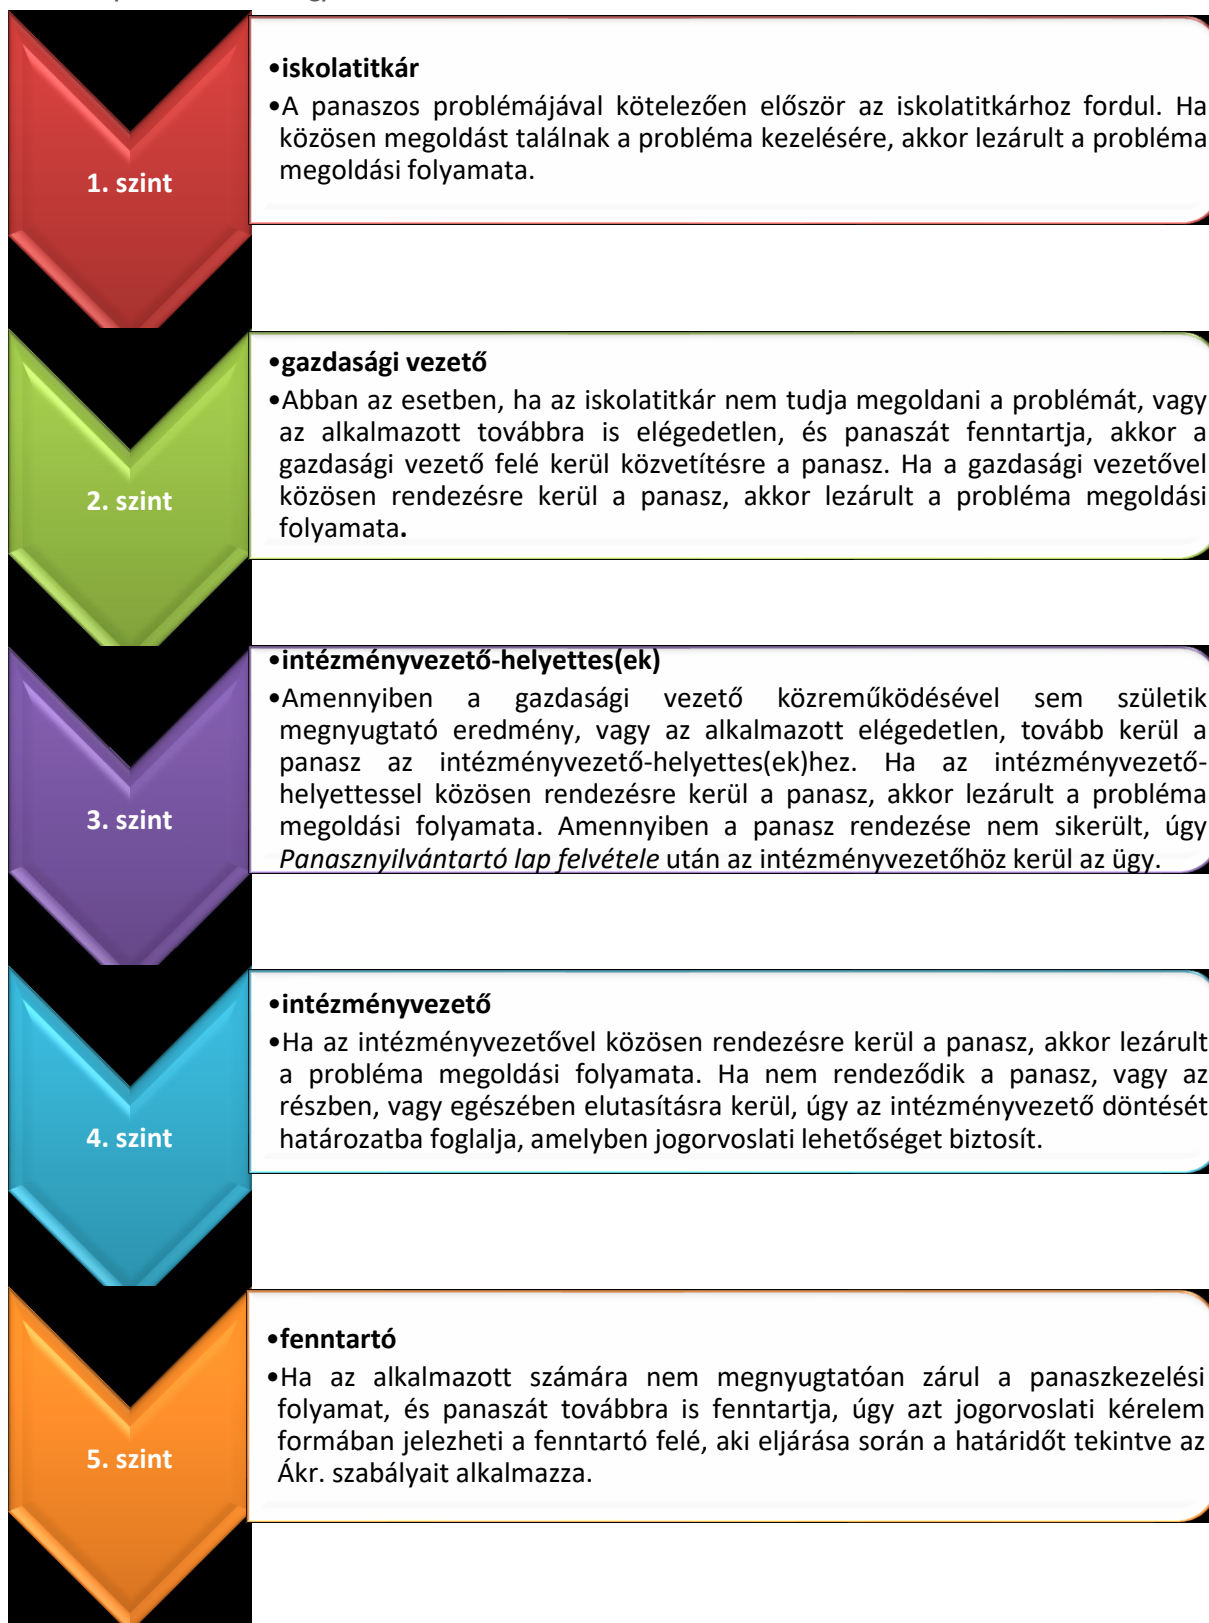 •iskolatitkár
•A panaszos problémájával kötelezően először az iskolatitkárhoz fordul. Ha
közösen megoldást találnak a probléma kezelésére, akkor lezárult a probléma
megoldási folyamata.
1. szint
•gazdasági vezető
•Abban az esetben, ha az iskolatitkár nem tudja megoldani a problémát, vagy
az alkalmazott továbbra is elégedetlen, és panaszát fenntartja, akkor a
gazdasági vezető felé kerül közvetítésre a panasz. Ha a gazdasági vezetővel
közösen rendezésre kerül a panasz, akkor lezárult a probléma megoldási
folyamata.
2. szint
•intézményvezető-helyettes(ek)
•Amennyiben a gazdasági vezető közreműködésével sem születik
megnyugtató eredmény, vagy az alkalmazott elégedetlen, tovább kerül a
panasz az intézményvezető-helyettes(ek)hez. Ha az intézményvezető-
helyettessel közösen rendezésre kerül a panasz, akkor lezárult a probléma
megoldási folyamata. Amennyiben a panasz rendezése nem sikerült, úgy
Panasznyilvántartó lap felvétele után az intézményvezetőhöz kerül az ügy.
3. szint
•intézményvezető
•Ha az intézményvezetővel közösen rendezésre kerül a panasz, akkor lezárult
a probléma megoldási folyamata. Ha nem rendeződik a panasz, vagy az
részben, vagy egészében elutasításra kerül, úgy az intézményvezető döntését
határozatba foglalja, amelyben jogorvoslati lehetőséget biztosít.
4. szint
•fenntartó
•Ha az alkalmazott számára nem megnyugtatóan zárul a panaszkezelési
folyamat, és panaszát továbbra is fenntartja, úgy azt jogorvoslati kérelem
formában jelezheti a fenntartó felé, aki eljárása során a határidőt tekintve az
Ákr. szabályait alkalmazza.
5. szint